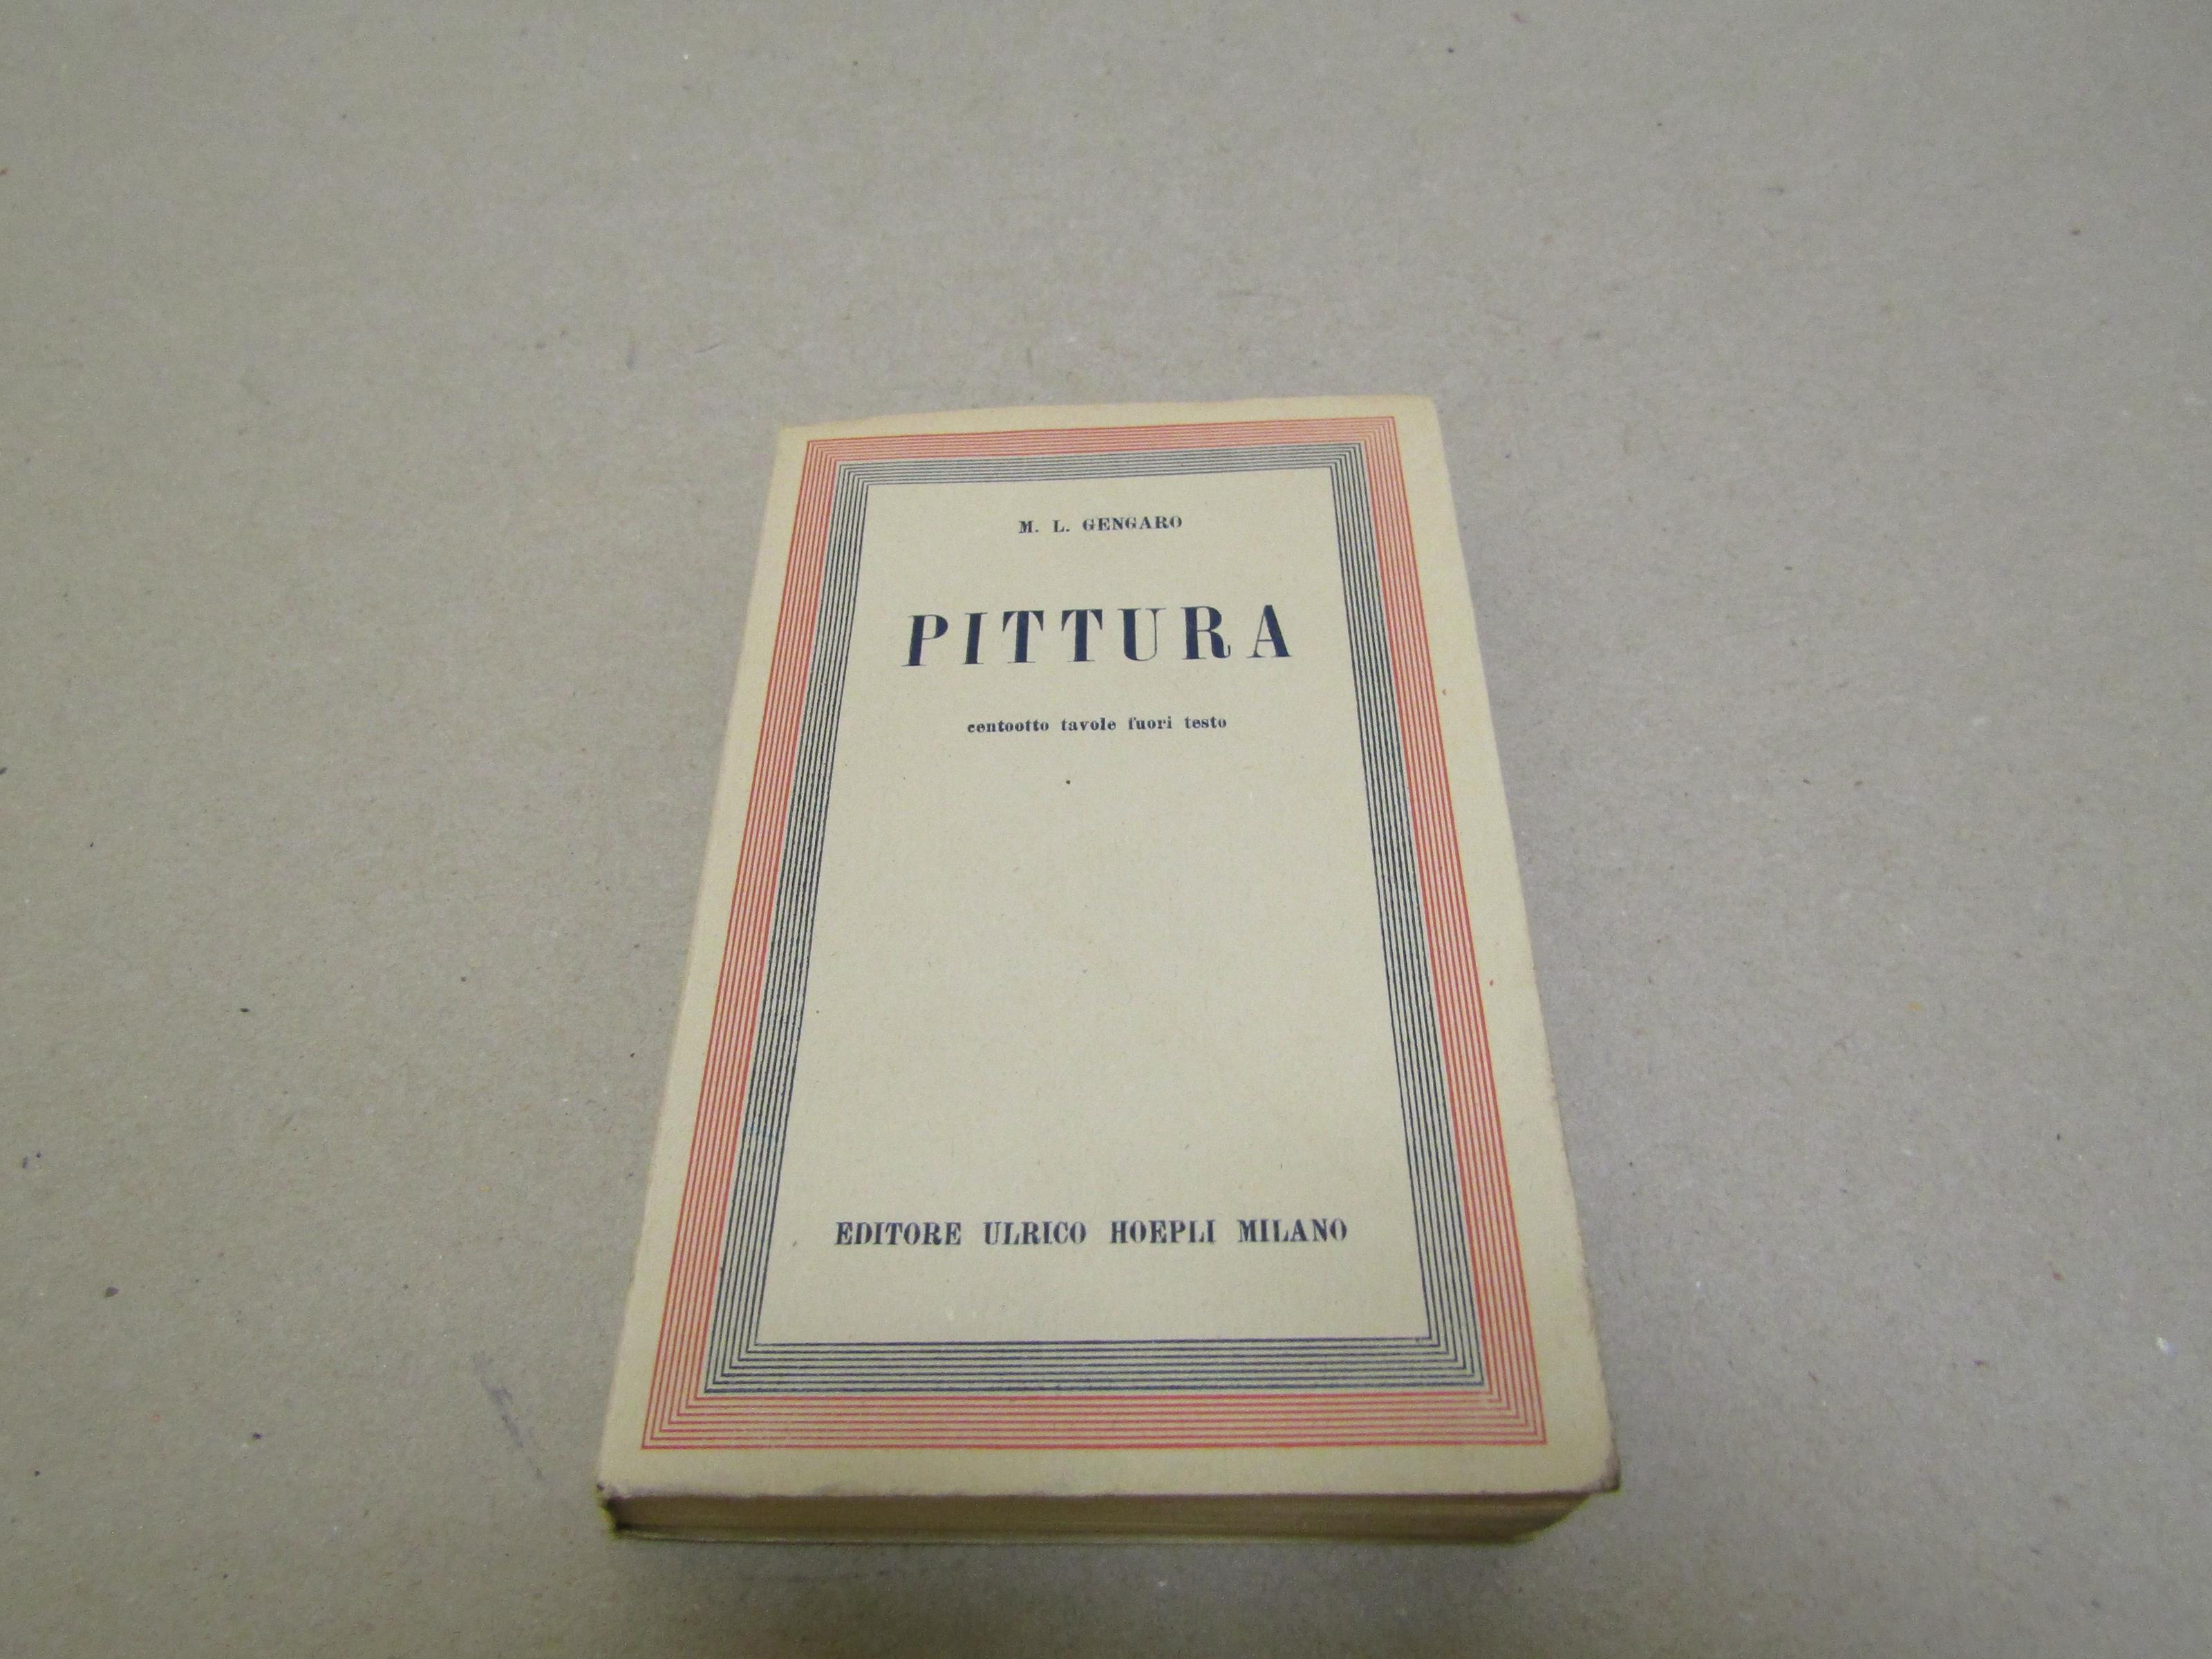 M. L. GENGARO
PITTURA
centootto tavole fuori testo
EDITORE ULRICO HOEPLI MILANO